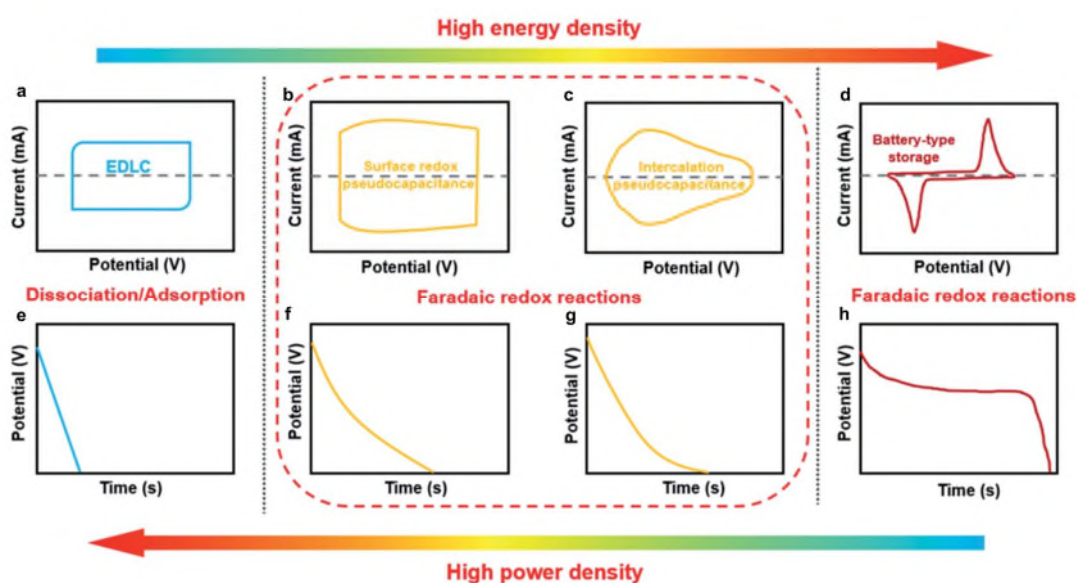 High energy density
a
b
c
d
Current (mA)
EDLC
Potential (V)
Current (mA)
Surface redox
pseudocapacitance
Potential (V)
Current (mA)
Intercalation
pseudocapacitance
Potential (V)
Current (mA)
Battery-type
storage
Potential (V)
Dissociation/Adsorption
Faradaic redox reactions
Faradaic redox reactions
e
f
g
h
Potential (V)
Time (s)
Potential (V)
Time (s)
Potential (V)
Time (s)
Potential (V)
Time (s)
High power density